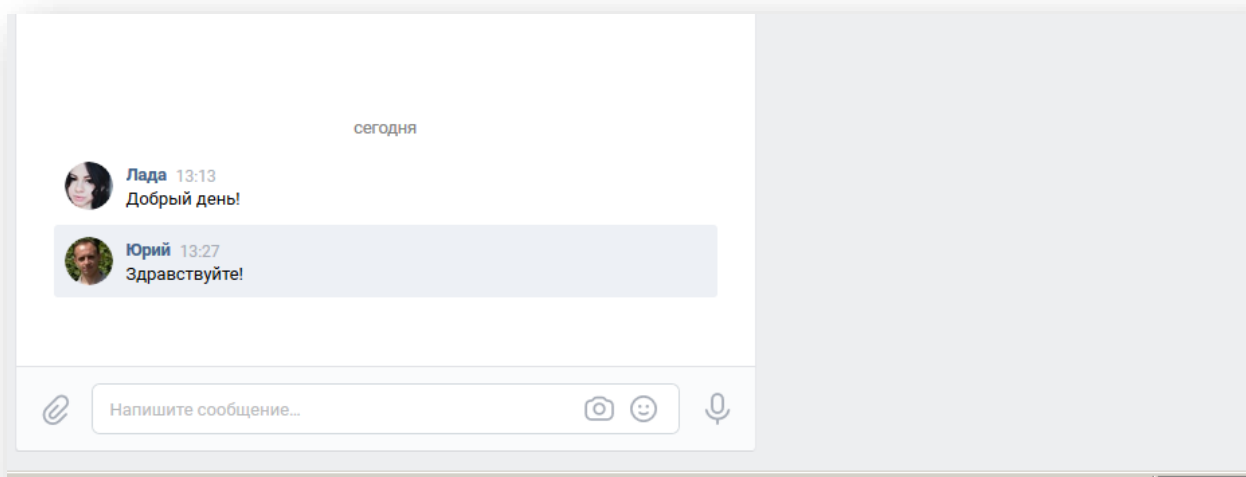 сегодня
Лада 13:13
Добрый день!
Юрий 13:27
Здравствуйте!
Напишите сообщение...